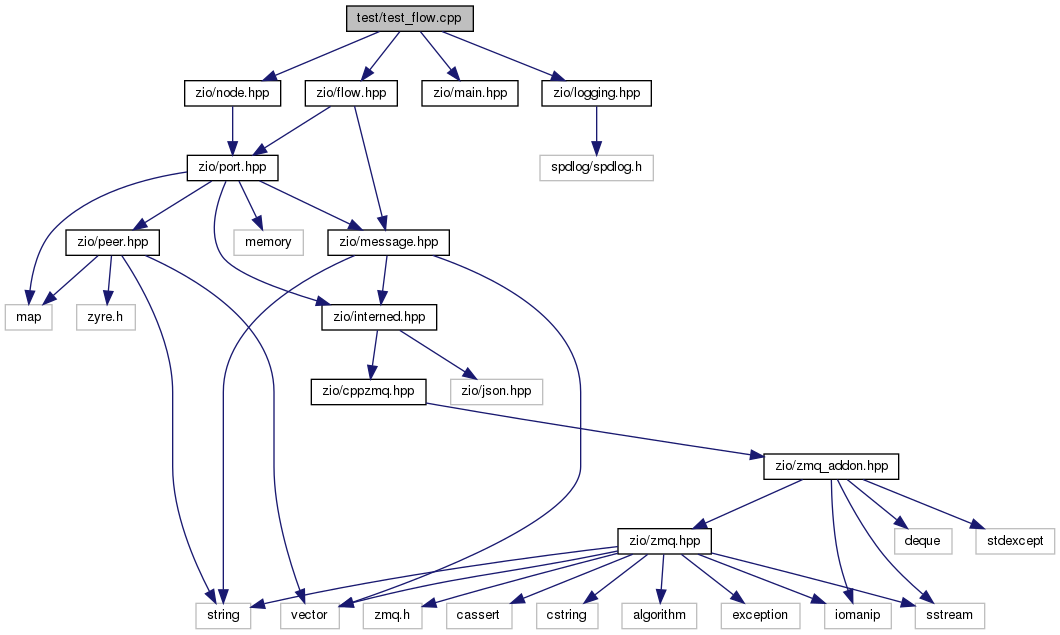 test/test_flow.cpp
zio/node.hpp
zio/flow.hpp
zio/main.hpp
zio/logging.hpp
zio/port.hpp
spdlog/spdlog.h
zio/peer.hpp
memory
zio/message.hpp
map
zyre.h
zio/interned.hpp
zio/cppzmq.hpp
zio/json.hpp
zio/zmq_addon.hpp
zio/zmq.hpp
deque
stdexcept
string
vector
zmq.h
cassert
cstring
algorithm
exception
iomanip
sstream